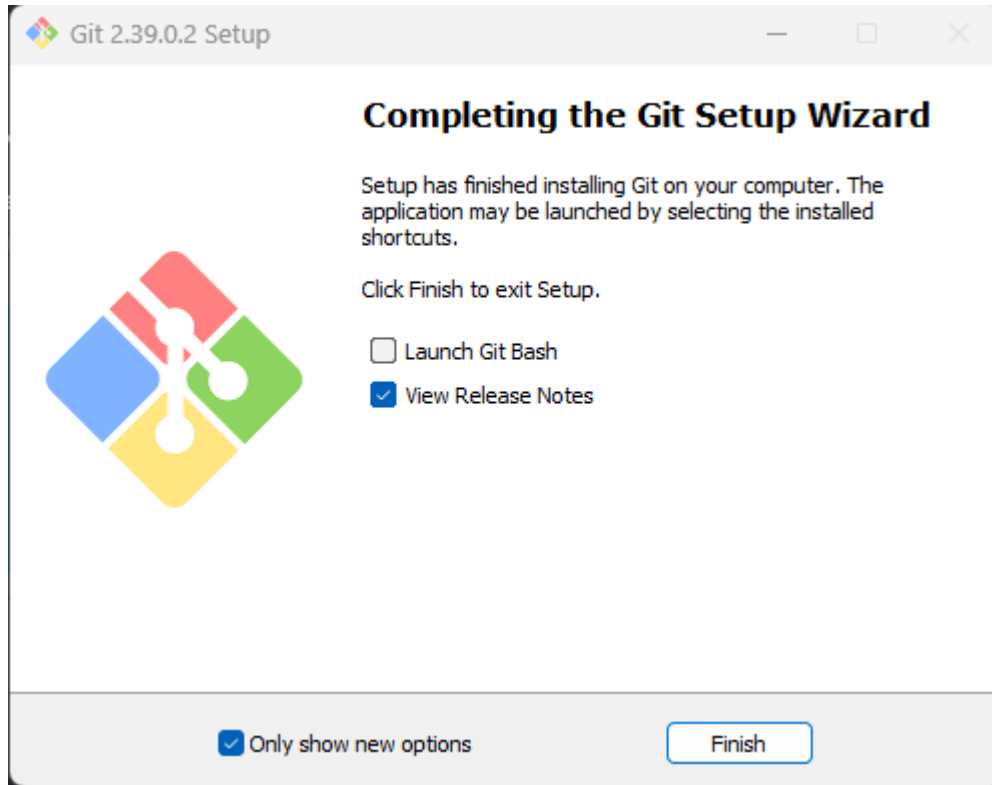 Git 2.39.0.2 Setup
Completing the Git Setup Wizard
Setup has finished installing Git on your computer. The
application may be launched by selecting the installed
shortcuts.
Click Finish to exit Setup.
Launch Git Bash
View Release Notes
Only show new options
Finish